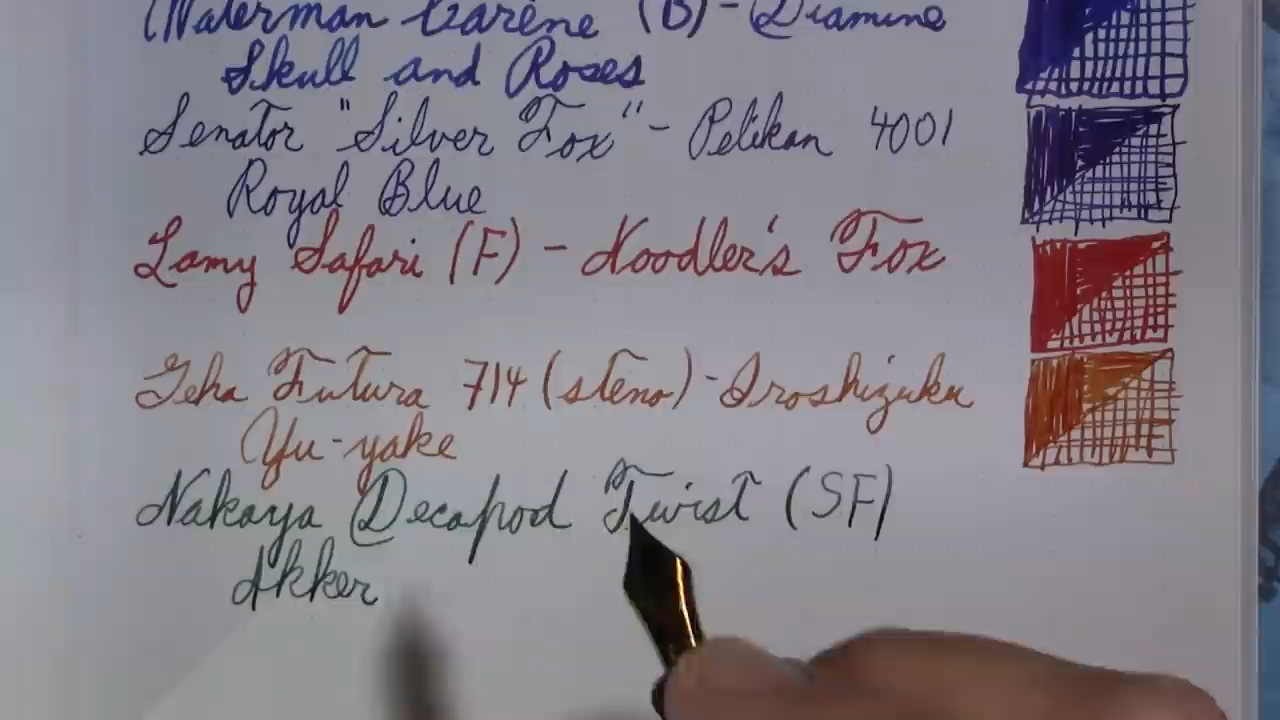 Waterman Carène (B) - Diamine
Skull and Roses
Senator "Silver Fox" - Pelikan 4001
Royal Blue
Lamy Safari (F) - Noodler's Fox
Geha Futura 714 (steno) - Iroshizuku
Yu-yake
Nakaya Decapod Twist (SF)
Akker